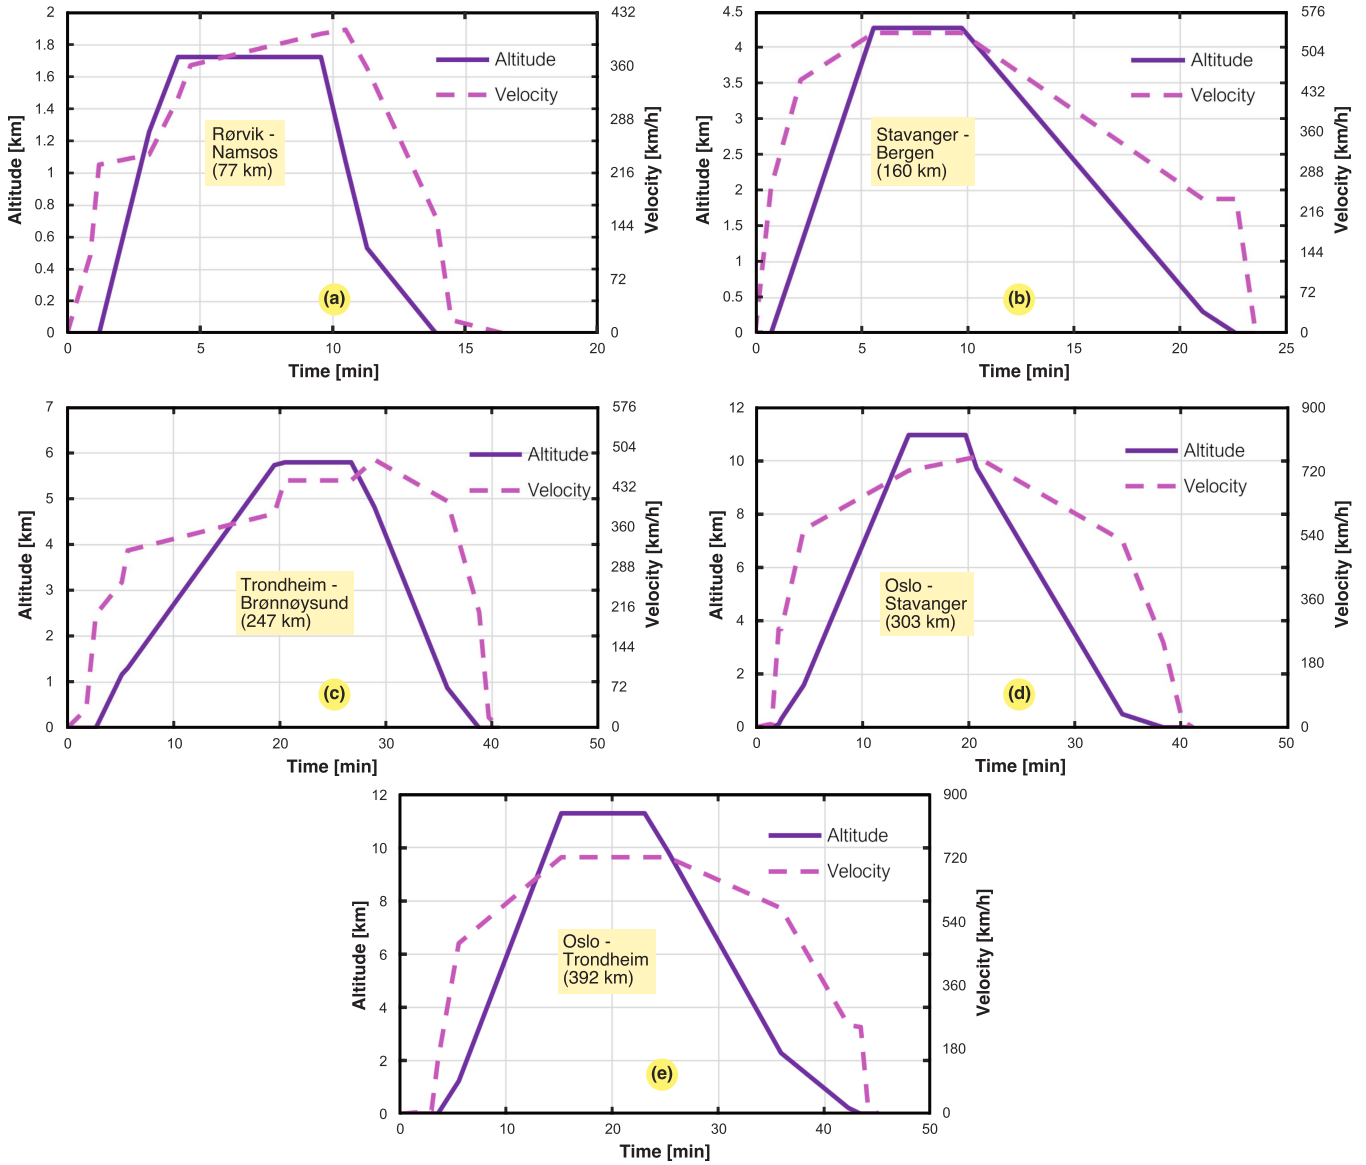 2
1.8
1.6
1.4
1.2
1
0.8
0.6
0.4
0.2
0
Altitude [km]
432
360
288
216
144
72
0
Velocity [km/h]
Altitude
Velocity
Rørvik -
Namsos
(77 km)
(a)
0 5 10 15 20
Time [min]
4.5
4
3.5
3
2.5
2
1.5
1
0.5
0
Altitude [km]
576
504
432
360
288
216
144
72
0
Velocity [km/h]
Altitude
Velocity
Stavanger -
Bergen
(160 km)
(b)
0 5 10 15 20 25
Time [min]
7
6
5
4
3
2
1
0
Altitude [km]
576
504
432
360
288
216
144
72
0
Velocity [km/h]
Altitude
Velocity
Trondheim -
Brønnøysund
(247 km)
(c)
0 10 20 30 40 50
Time [min]
12
10
8
6
4
2
0
Altitude [km]
900
720
540
360
180
0
Velocity [km/h]
Altitude
Velocity
Oslo -
Stavanger
(303 km)
(d)
0 10 20 30 40 50
Time [min]
12
10
8
6
4
2
0
Altitude [km]
900
720
540
360
180
0
Velocity [km/h]
Altitude
Velocity
Oslo -
Trondheim
(392 km)
(e)
0 10 20 30 40 50
Time [min]